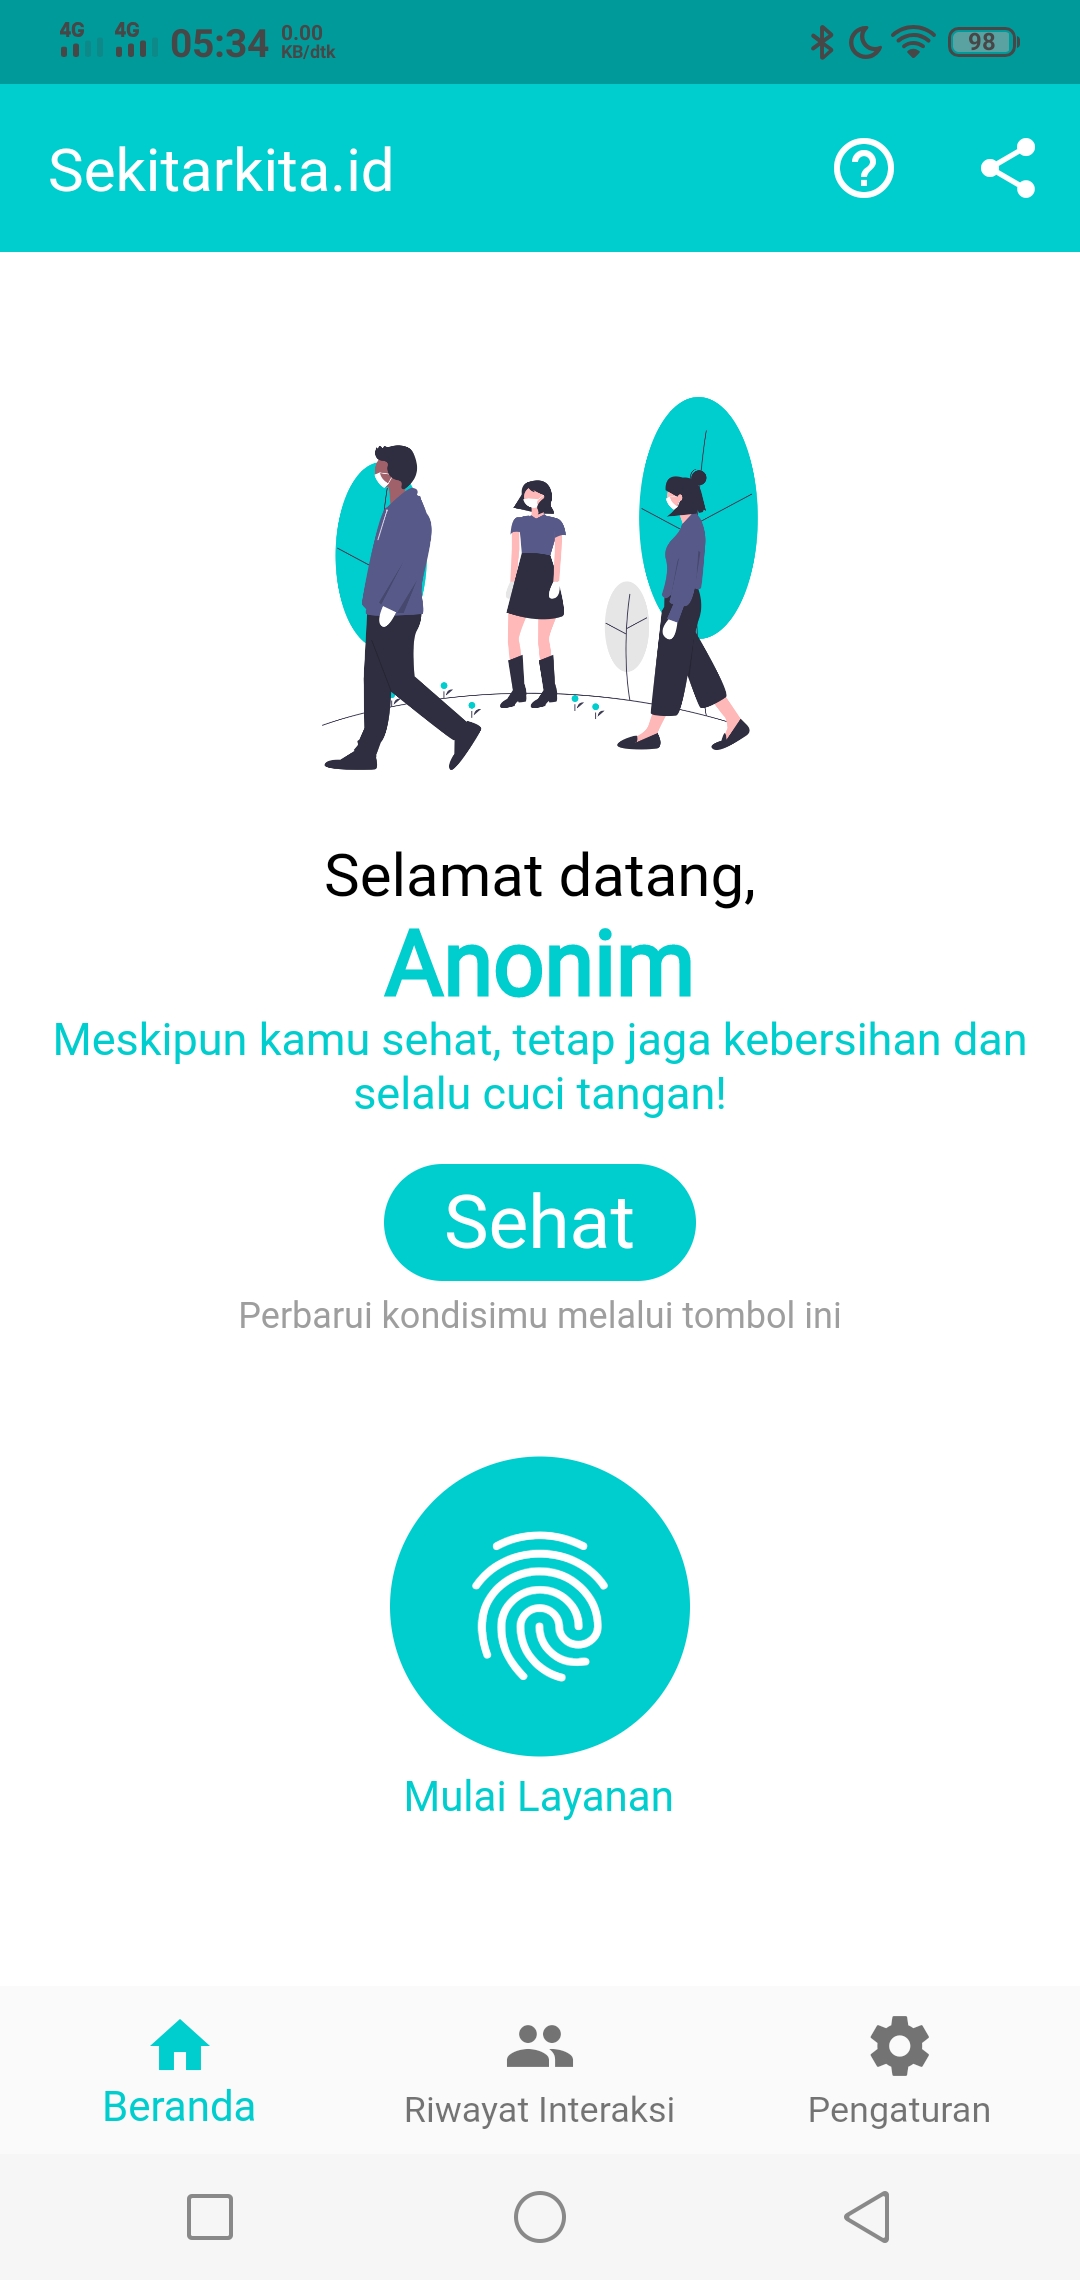 4G 4G 05:34 0.00 KB/dtk 98
Sekitarkita.id
Selamat datang,
Anonim
Meskipun kamu sehat, tetap jaga kebersihan dan
selalu cuci tangan!
Sehat
Perbarui kondisimu melalui tombol ini
Mulai Layanan
Beranda Riwayat Interaksi Pengaturan